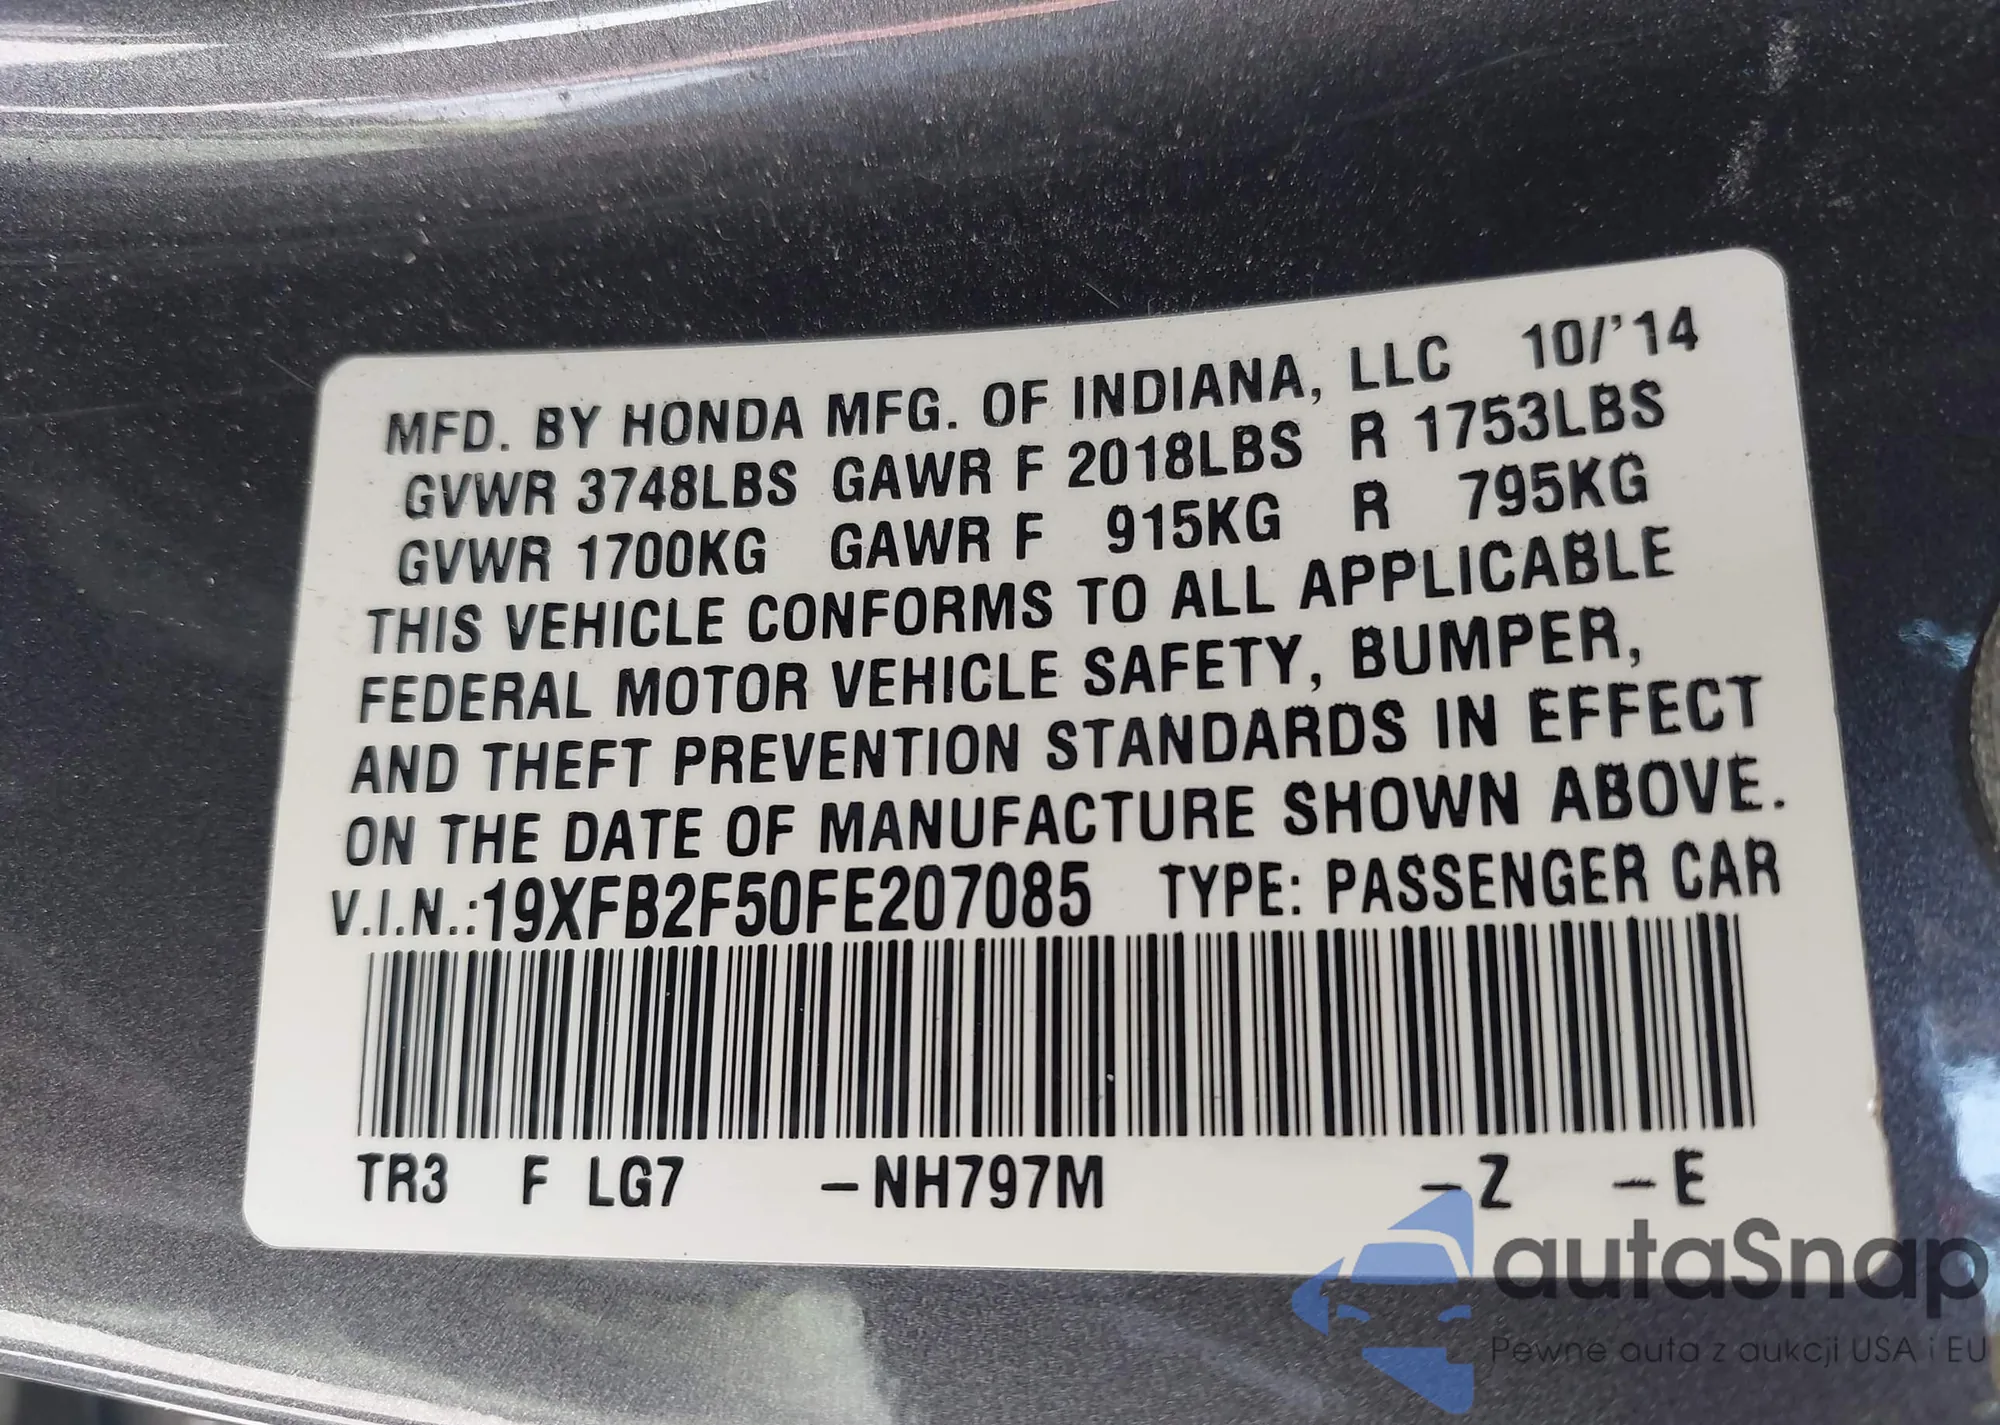 MFD. BY HONDA MFG. OF INDIANA, LLC 10/'14
GVWR 3748LBS GAWR F 2018LBS R 1753LBS
GVWR 1700KG GAWR F 915KG R 795KG
THIS VEHICLE CONFORMS TO ALL APPLICABLE
FEDERAL MOTOR VEHICLE SAFETY, BUMPER,
AND THEFT PREVENTION STANDARDS IN EFFECT
ON THE DATE OF MANUFACTURE SHOWN ABOVE.
V.I.N.:19XFB2F50FE207085 TYPE: PASSENGER CAR
TR3 F LG7 –NH797M –Z –E
autaSnap
Pewne auta z aukcji USA i EU